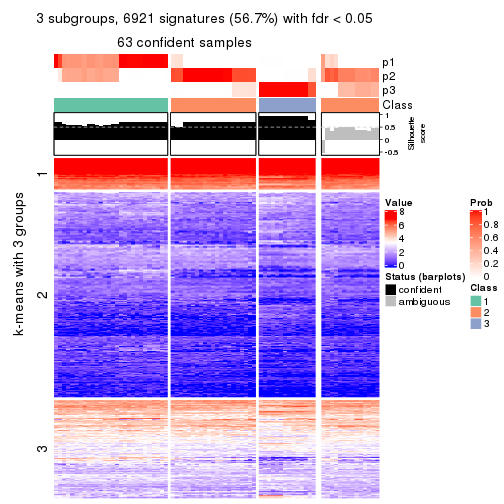 3 subgroups, 6921 signatures (56.7%) with fdr < 0.05
63 confident samples
p1
p2
p3
Class
1
0.5
0
-0.5
Silhouette
score
k-means with 3 groups
1
2
3
Value
8
6
4
2
0
Status (barplots)
confident
ambiguous
Prob
1
0.8
0.6
0.4
0.2
0
Class
1
2
3